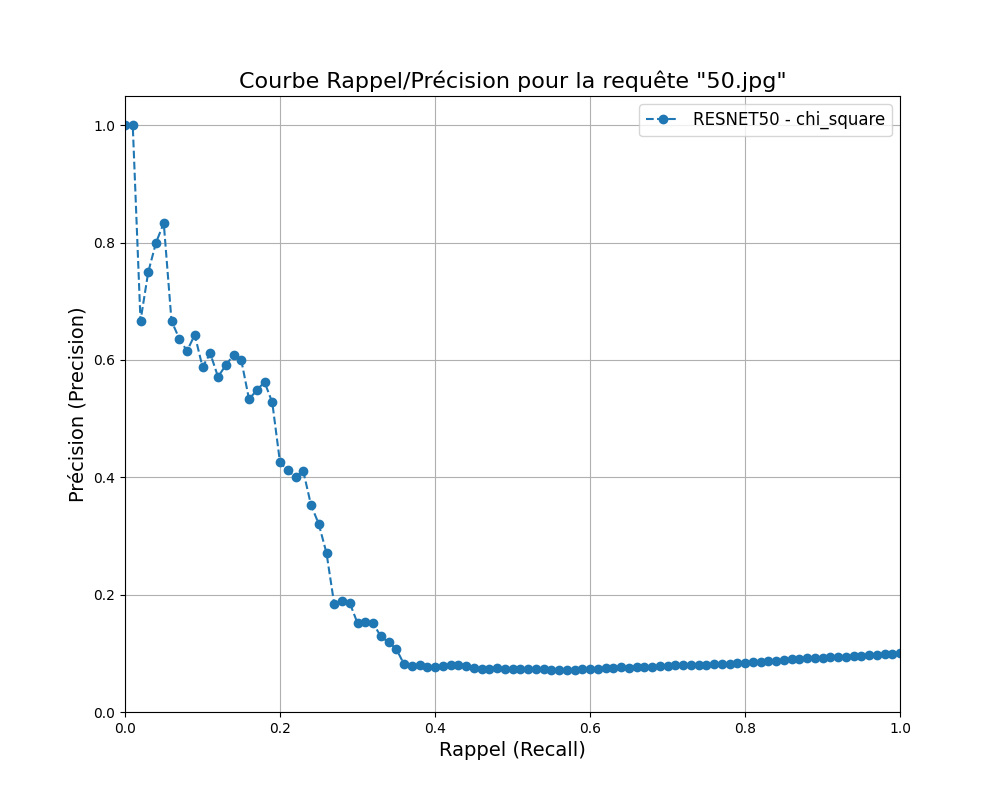 Courbe Rappel/Précision pour la requête "50.jpg"
RESNET50 - chi_square
1.0
0.8
0.6
0.4
0.2
0.0
Précision (Precision)
0.0 0.2 0.4 0.6 0.8 1.0
Rappel (Recall)